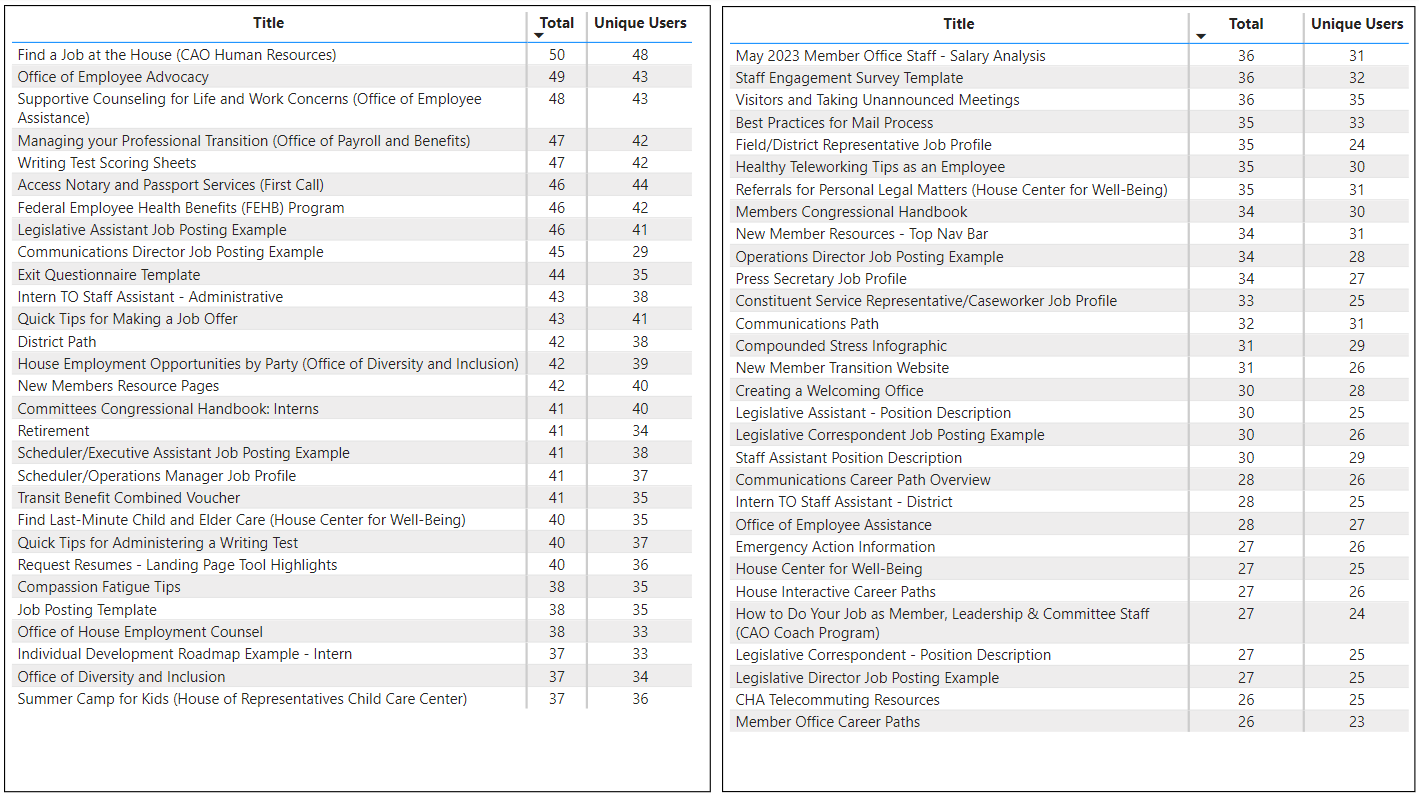 Title Total Unique Users
Find a Job at the House (CAO Human Resources) 50 48
Office of Employee Advocacy 49 43
Supportive Counseling for Life and Work Concerns (Office of Employee 48 43
Assistance)
Managing your Professional Transition (Office of Payroll and Benefits) 47 42
Writing Test Scoring Sheets 47 42
Access Notary and Passport Services (First Call) 46 44
Federal Employee Health Benefits (FEHB) Program 46 42
Legislative Assistant Job Posting Example 46 41
Communications Director Job Posting Example 45 29
Exit Questionnaire Template 44 35
Intern TO Staff Assistant - Administrative 43 38
Quick Tips for Making a Job Offer 43 41
District Path 42 38
House Employment Opportunities by Party (Office of Diversity and Inclusion) 42 39
New Members Resource Pages 42 40
Committees Congressional Handbook: Interns 41 40
Retirement 41 34
Scheduler/Executive Assistant Job Posting Example 41 38
Scheduler/Operations Manager Job Profile 41 37
Transit Benefit Combined Voucher 41 35
Find Last-Minute Child and Elder Care (House Center for Well-Being) 40 35
Quick Tips for Administering a Writing Test 40 37
Request Resumes - Landing Page Tool Highlights 40 36
Compassion Fatigue Tips 38 35
Job Posting Template 38 35
Office of House Employment Counsel 38 33
Individual Development Roadmap Example - Intern 37 33
Office of Diversity and Inclusion 37 34
Summer Camp for Kids (House of Representatives Child Care Center) 37 36
Title Total Unique Users
May 2023 Member Office Staff - Salary Analysis 36 31
Staff Engagement Survey Template 36 32
Visitors and Taking Unannounced Meetings 36 35
Best Practices for Mail Process 35 33
Field/District Representative Job Profile 35 24
Healthy Teleworking Tips as an Employee 35 30
Referrals for Personal Legal Matters (House Center for Well-Being) 35 31
Members Congressional Handbook 34 30
New Member Resources - Top Nav Bar 34 31
Operations Director Job Posting Example 34 28
Press Secretary Job Profile 34 27
Constituent Service Representative/Caseworker Job Profile 33 25
Communications Path 32 31
Compounded Stress Infographic 31 29
New Member Transition Website 31 26
Creating a Welcoming Office 30 28
Legislative Assistant - Position Description 30 25
Legislative Correspondent Job Posting Example 30 26
Staff Assistant Position Description 30 29
Communications Career Path Overview 28 26
Intern TO Staff Assistant - District 28 25
Office of Employee Assistance 28 27
Emergency Action Information 27 26
House Center for Well-Being 27 25
House Interactive Career Paths 27 26
How to Do Your Job as Member, Leadership & Committee Staff 27 24
(CAO Coach Program)
Legislative Correspondent - Position Description 27 25
Legislative Director Job Posting Example 27 25
CHA Telecommuting Resources 26 25
Member Office Career Paths 26 23